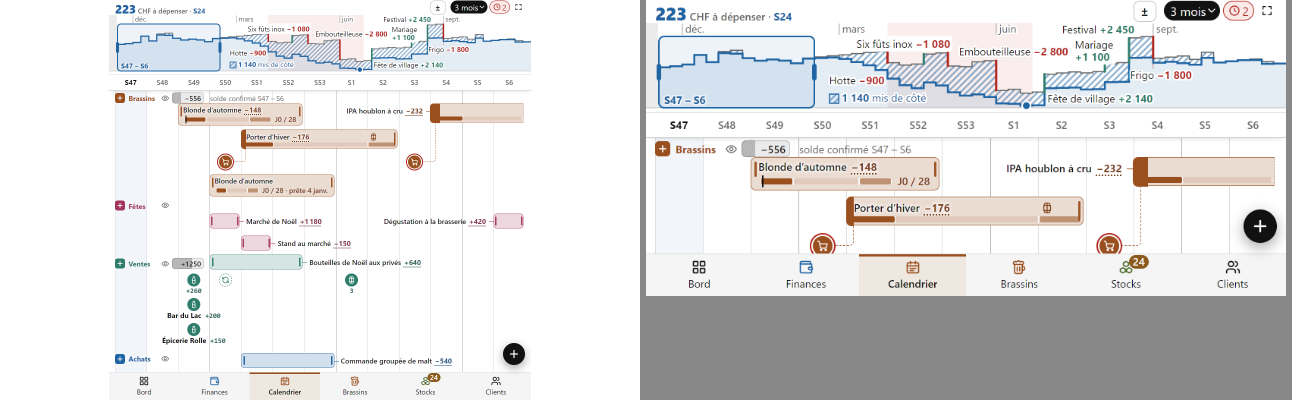 223 CHF à dépenser · S24
± 3 mois 2
déc. mars juin sept.
Festival +2 450
Six fûts inox −1 080
Mariage
+1 100
Embouteilleuse −2 800
Hotte −900
Frigo −1 800
1 140 mis de côté
Fête de village +2 140
S47 – S6
S47 S48 S49 S50 S51 S52 S53 S1 S2 S3 S4 S5 S6
Brassins −556 solde confirmé S47 – S6
Blonde d'automne −148
J0 / 28
IPA houblon à cru −232
Porter d'hiver −176
Blonde d'automne
J0 / 28 · prête 4 janv.
Fêtes
Marché de Noël +1180
Dégustation à la brasserie +420
Stand au marché −150
Ventes +1250
Bouteilles de Noël aux privés +640
+260
3
Bar du Lac +200
Épicerie Rolle +150
Achats
Commande groupée de malt −540
+
Bord Finances Calendrier Brassins Stocks 24 Clients
223 CHF à dépenser · S24
± 3 mois 2
déc. mars juin sept.
Festival +2 450
Six fûts inox −1 080
Mariage
+1 100
Embouteilleuse −2 800
Hotte −900
Frigo −1 800
1 140 mis de côté
Fête de village +2 140
S47 – S6
S47 S48 S49 S50 S51 S52 S53 S1 S2 S3 S4 S5 S6
Brassins −556 solde confirmé S47 – S6
Blonde d'automne −148
J0 / 28
IPA houblon à cru −232
Porter d'hiver −176
+
Bord Finances Calendrier Brassins Stocks 24 Clients